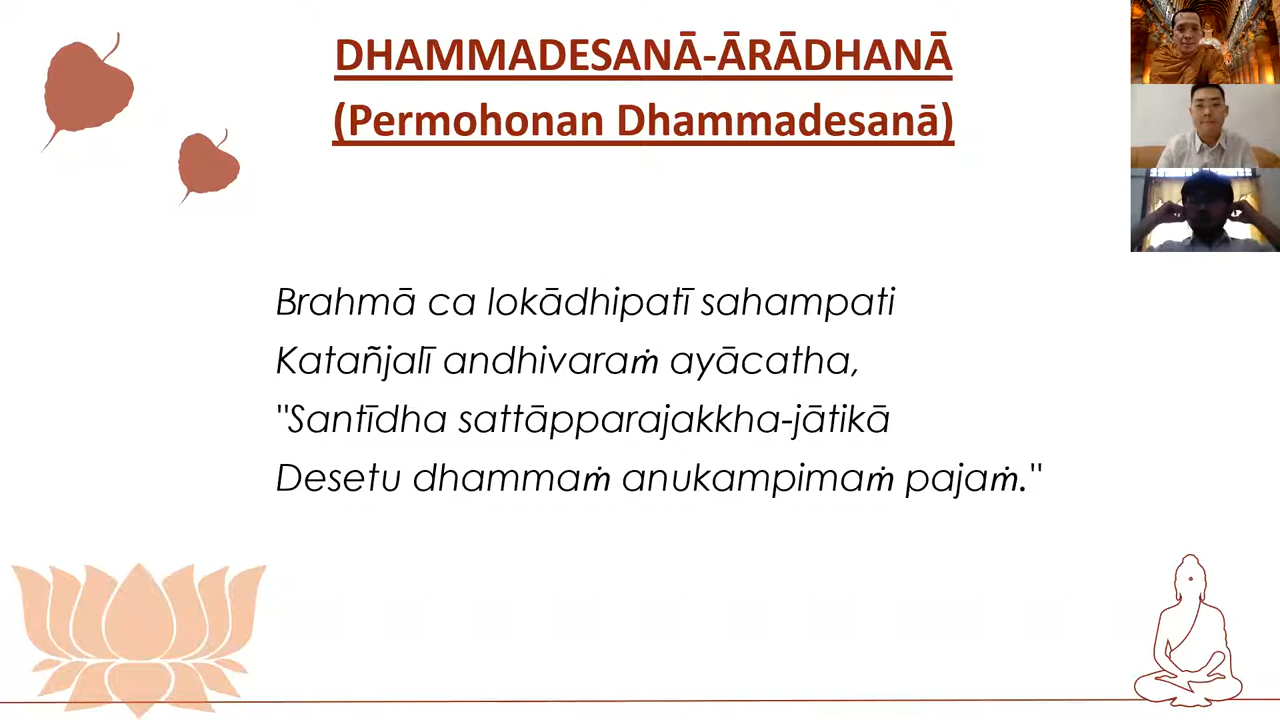 DHAMMADESANĀ-ĀRĀDHANĀ
(Permohonan Dhammadesanā)
Brahmā ca lokādhipatī sahampati
Katañjalī andhivaraṁ ayācatha,
"Santīdha sattāpparajakkha-jātikā
Desetu dhammaṁ anukampimaṁ pajaṁ."